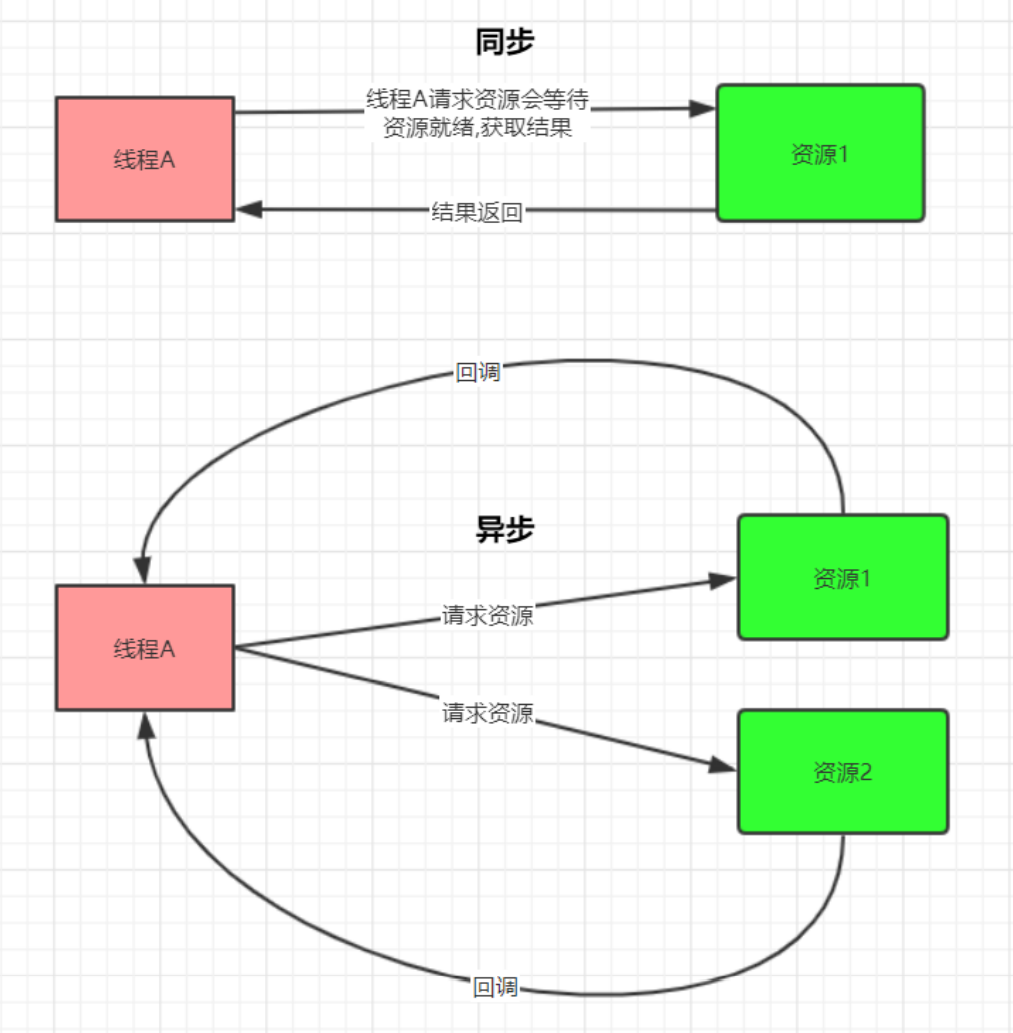 同步
线程A请求资源会等待
资源就绪,获取结果
线程A
资源1
结果返回
回调
异步
资源1
请求资源
线程A
请求资源
资源2
回调